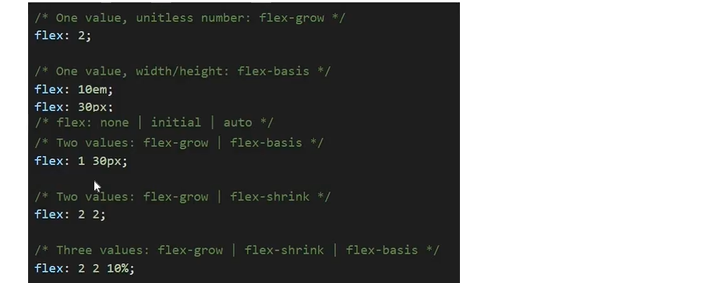 /* One value, unitless number: flex-grow */
flex: 2;
/* One value, width/height: flex-basis */
flex: 10em;
flex: 30px;
/* flex: none | initial | auto */
/* Two values: flex-grow | flex-basis */
flex: 1 30px;
/* Two values: flex-grow | flex-shrink */
flex: 2 2;
/* Three values: flex-grow | flex-shrink | flex-basis */
flex: 2 2 10%;